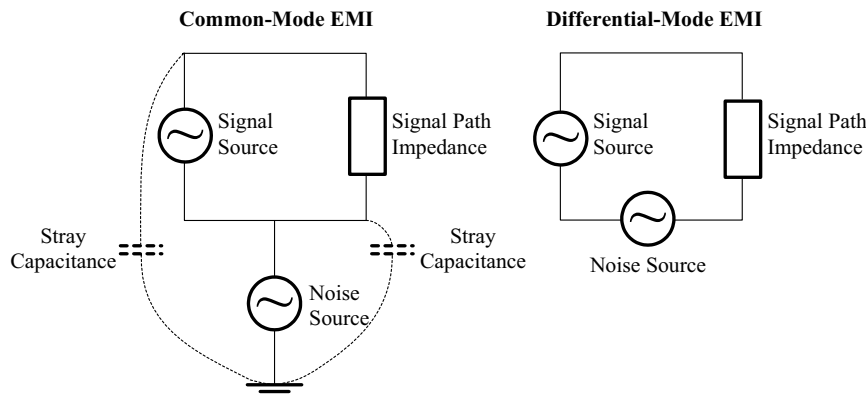 Common-Mode EMI
Differential-Mode EMI
Signal
Source
Signal Path
Impedance
Stray
Capacitance
Stray
Capacitance
Noise
Source
Signal
Source
Signal Path
Impedance
Noise Source